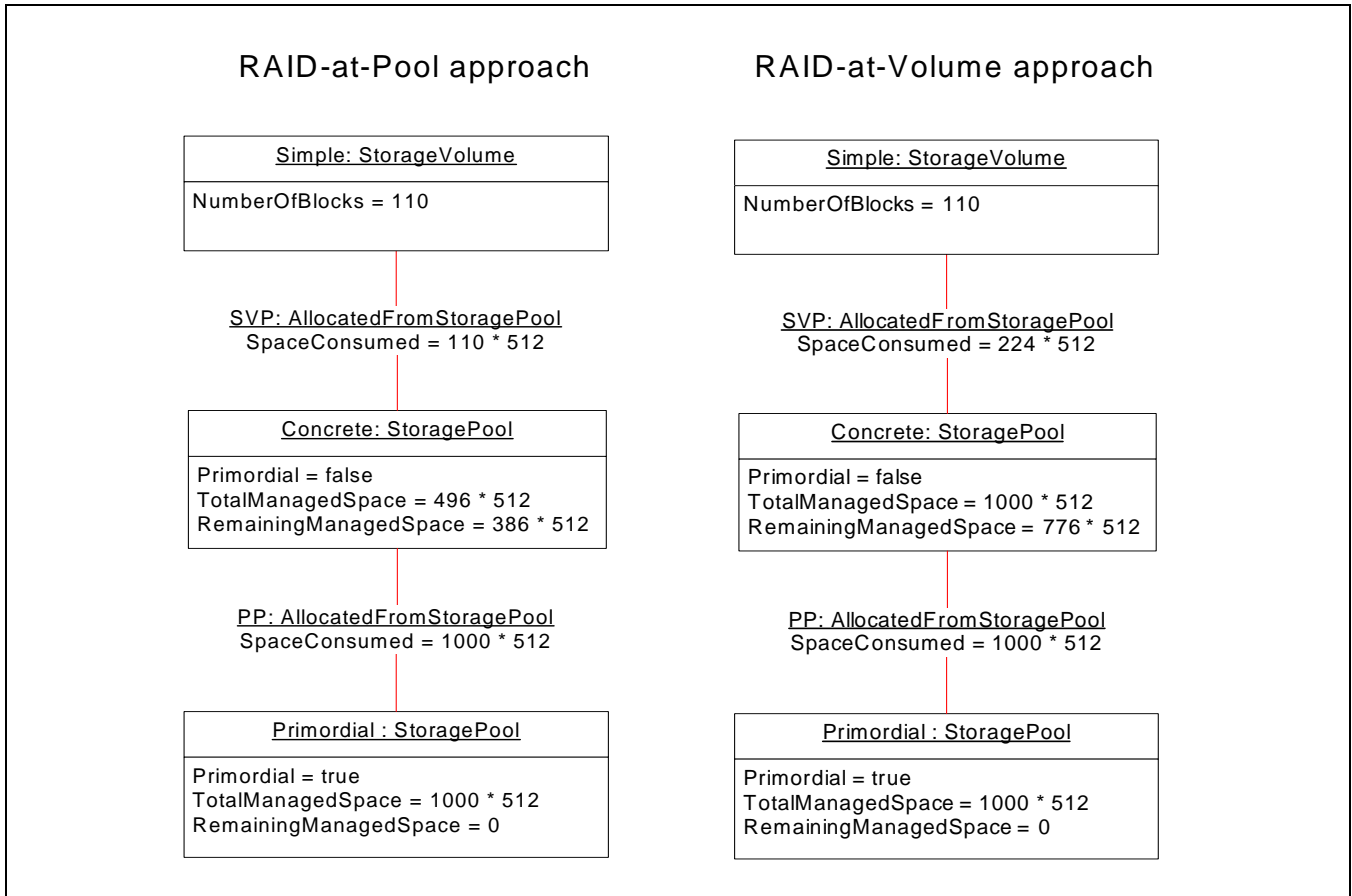 RAID-at-Pool approach
Simple: StorageVolume
NumberOfBlocks = 110
SVP: AllocatedFromStoragePool
SpaceConsumed = 110 * 512
Concrete: StoragePool
Primordial = false
TotalManagedSpace = 496 * 512
RemainingManagedSpace = 386 * 512
PP: AllocatedFromStoragePool
SpaceConsumed = 1000 * 512
Primordial : StoragePool
Primordial = true
TotalManagedSpace = 1000 * 512
RemainingManagedSpace = 0
RAID-at-Volume approach
Simple: StorageVolume
NumberOfBlocks = 110
SVP: AllocatedFromStoragePool
SpaceConsumed = 224 * 512
Concrete: StoragePool
Primordial = false
TotalManagedSpace = 1000 * 512
RemainingManagedSpace = 776 * 512
PP: AllocatedFromStoragePool
SpaceConsumed = 1000 * 512
Primordial : StoragePool
Primordial = true
TotalManagedSpace = 1000 * 512
RemainingManagedSpace = 0